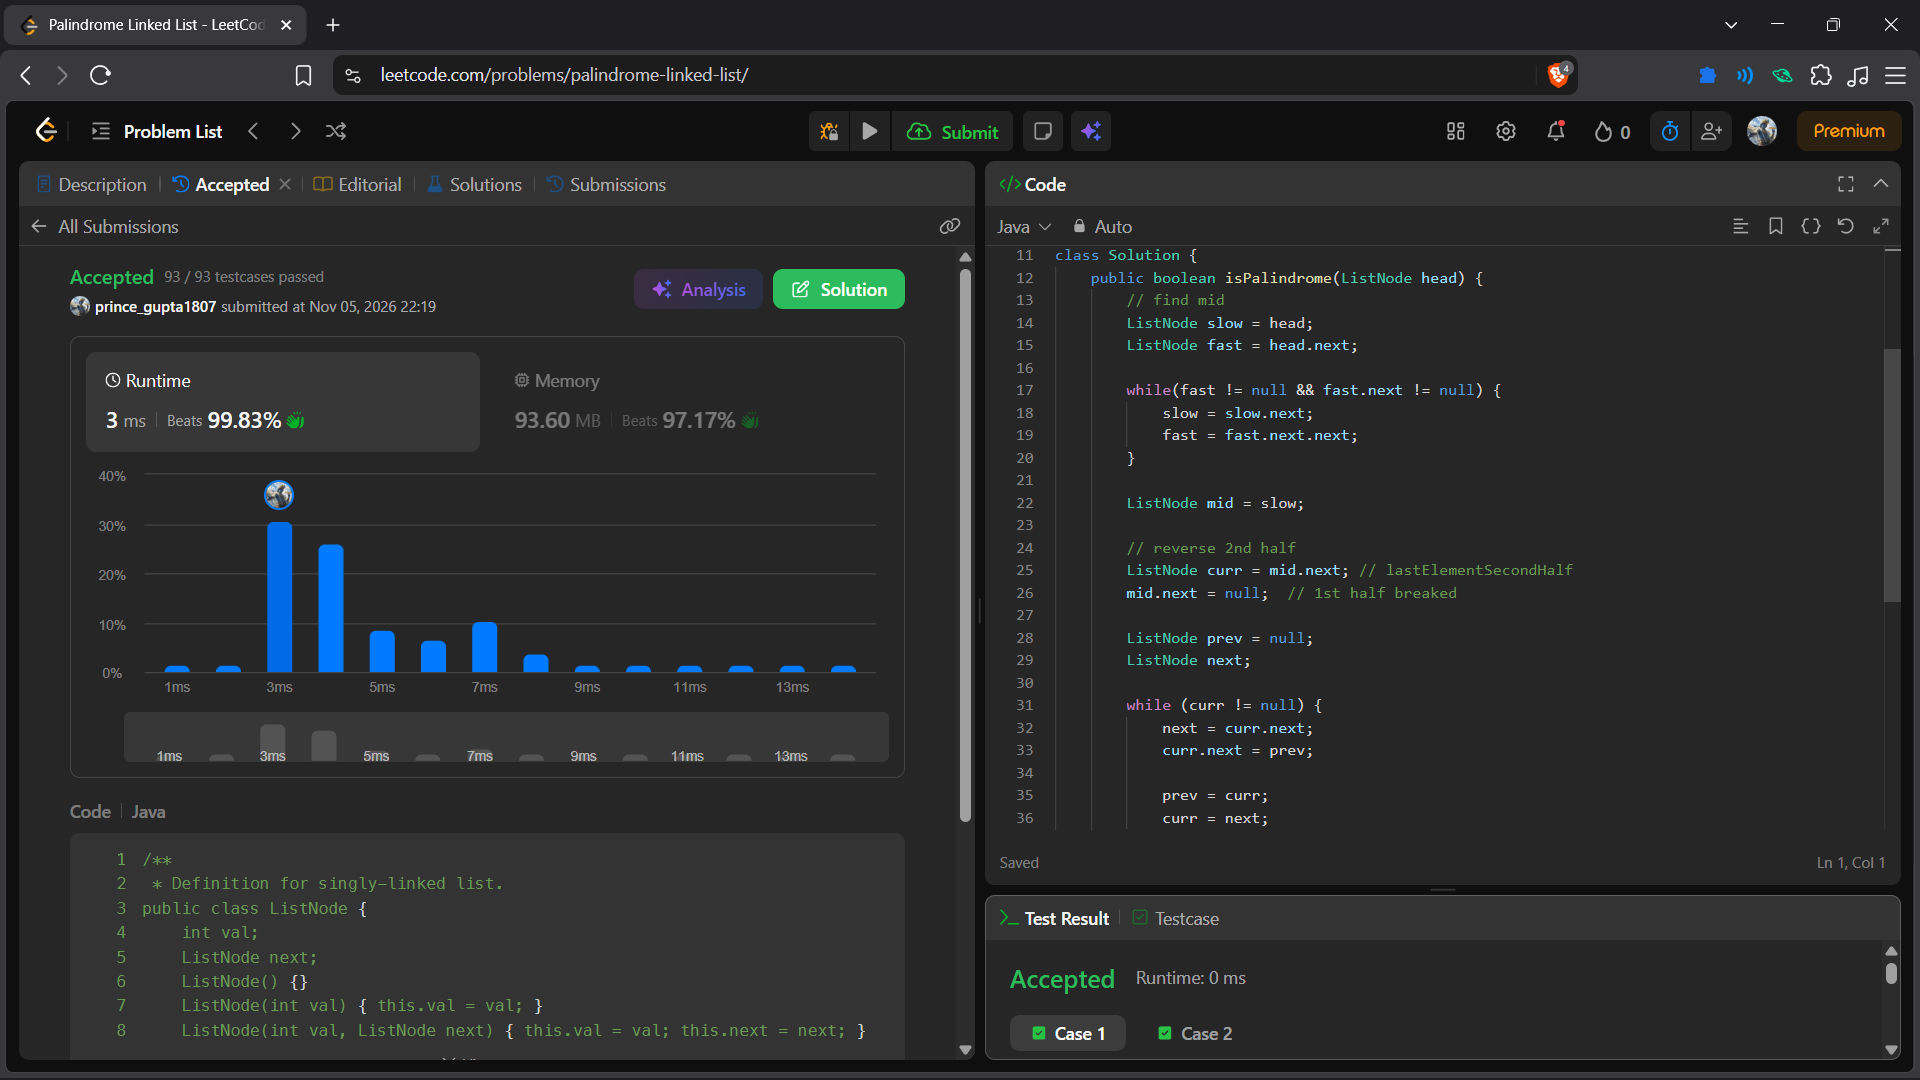 Palindrome Linked List - LeetCod
leetcode.com/problems/palindrome-linked-list/
4
Problem List
Submit
0
Premium
Description
Accepted
Editorial
Solutions
Submissions
All Submissions
Accepted 93 / 93 testcases passed
prince_gupta1807 submitted at Nov 05, 2026 22:19
Analysis
Solution
Runtime
3 ms Beats 99.83%
Memory
93.60 MB Beats 97.17%
40%
30%
20%
10%
0%
1ms 3ms 5ms 7ms 9ms 11ms 13ms
1ms 3ms 5ms 7ms 9ms 11ms 13ms
Code Java
1 /**
2 * Definition for singly-linked list.
3 public class ListNode {
4 int val;
5 ListNode next;
6 ListNode() {}
7 ListNode(int val) { this.val = val; }
8 ListNode(int val, ListNode next) { this.val = val; this.next = next; }
</> Code
Java Auto
11 class Solution {
12 public boolean isPalindrome(ListNode head) {
13 // find mid
14 ListNode slow = head;
15 ListNode fast = head.next;
16
17 while(fast != null && fast.next != null) {
18 slow = slow.next;
19 fast = fast.next.next;
20 }
21
22 ListNode mid = slow;
23
24 // reverse 2nd half
25 ListNode curr = mid.next; // lastElementSecondHalf
26 mid.next = null; // 1st half breaked
27
28 ListNode prev = null;
29 ListNode next;
30
31 while (curr != null) {
32 next = curr.next;
33 curr.next = prev;
34
35 prev = curr;
36 curr = next;
Saved
Ln 1, Col 1
Test Result
Testcase
Accepted Runtime: 0 ms
Case 1
Case 2